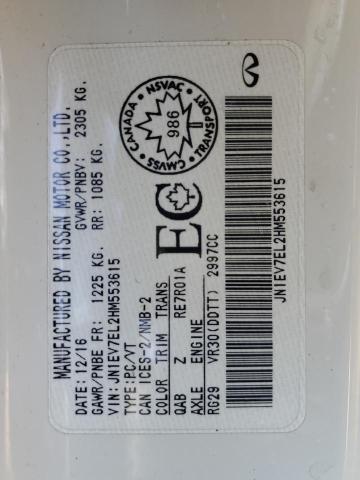 MANUFACTURED BY NISSAN MOTOR CO.,LTD.
DATE: 12/16 GVWR/PNBV: 2305 KG.
GAWR/PNBE FR: 1225 KG. RR: 1085 KG.
VIN: JN1EV7EL2HM553615
TYPE:PC/VT
CAN ICES-2/NMB-2
COLOR TRIM TRANS
QAB Z RE7R01A
AXLE ENGINE
RG29 VR30(DDTT) 2997CC
CANADA · NSVAC · TRANSPORT · CMVSS
986
EC
JN1EV7EL2HM553615